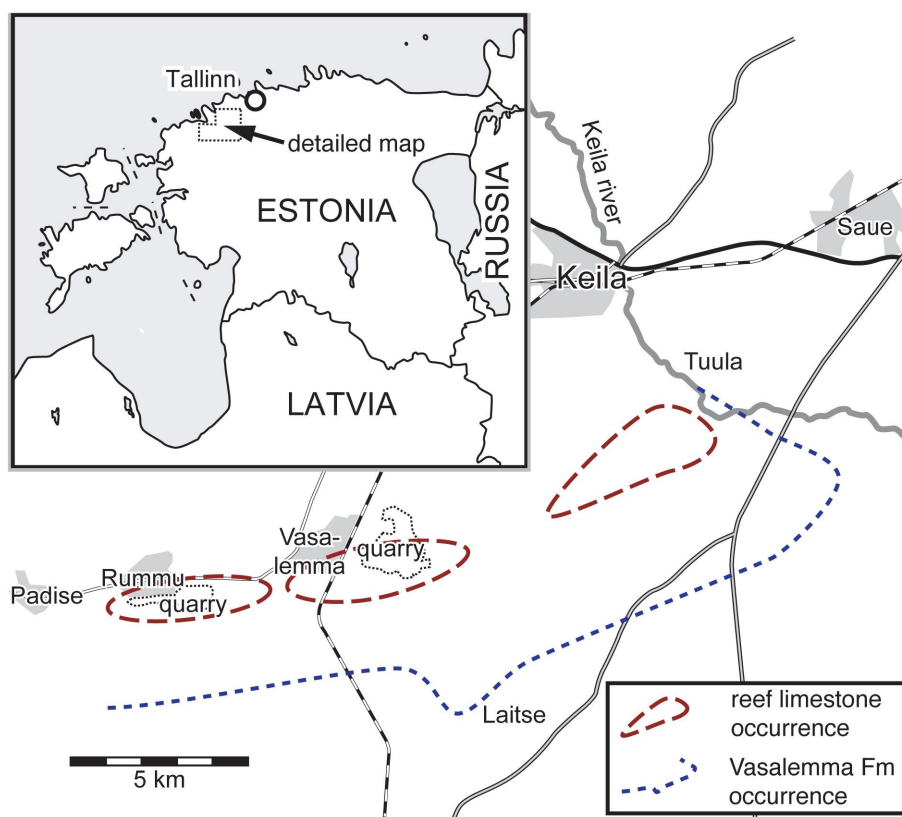 Tallinn
detailed map
ESTONIA
RUSSIA
LATVIA
Keila river
Saue
Keila
Tuula
Vasa-
lemma
quarry
Rummu
Padise
quarry
Laitse
5 km
reef limestone
occurrence
Vasalemma Fm
occurrence